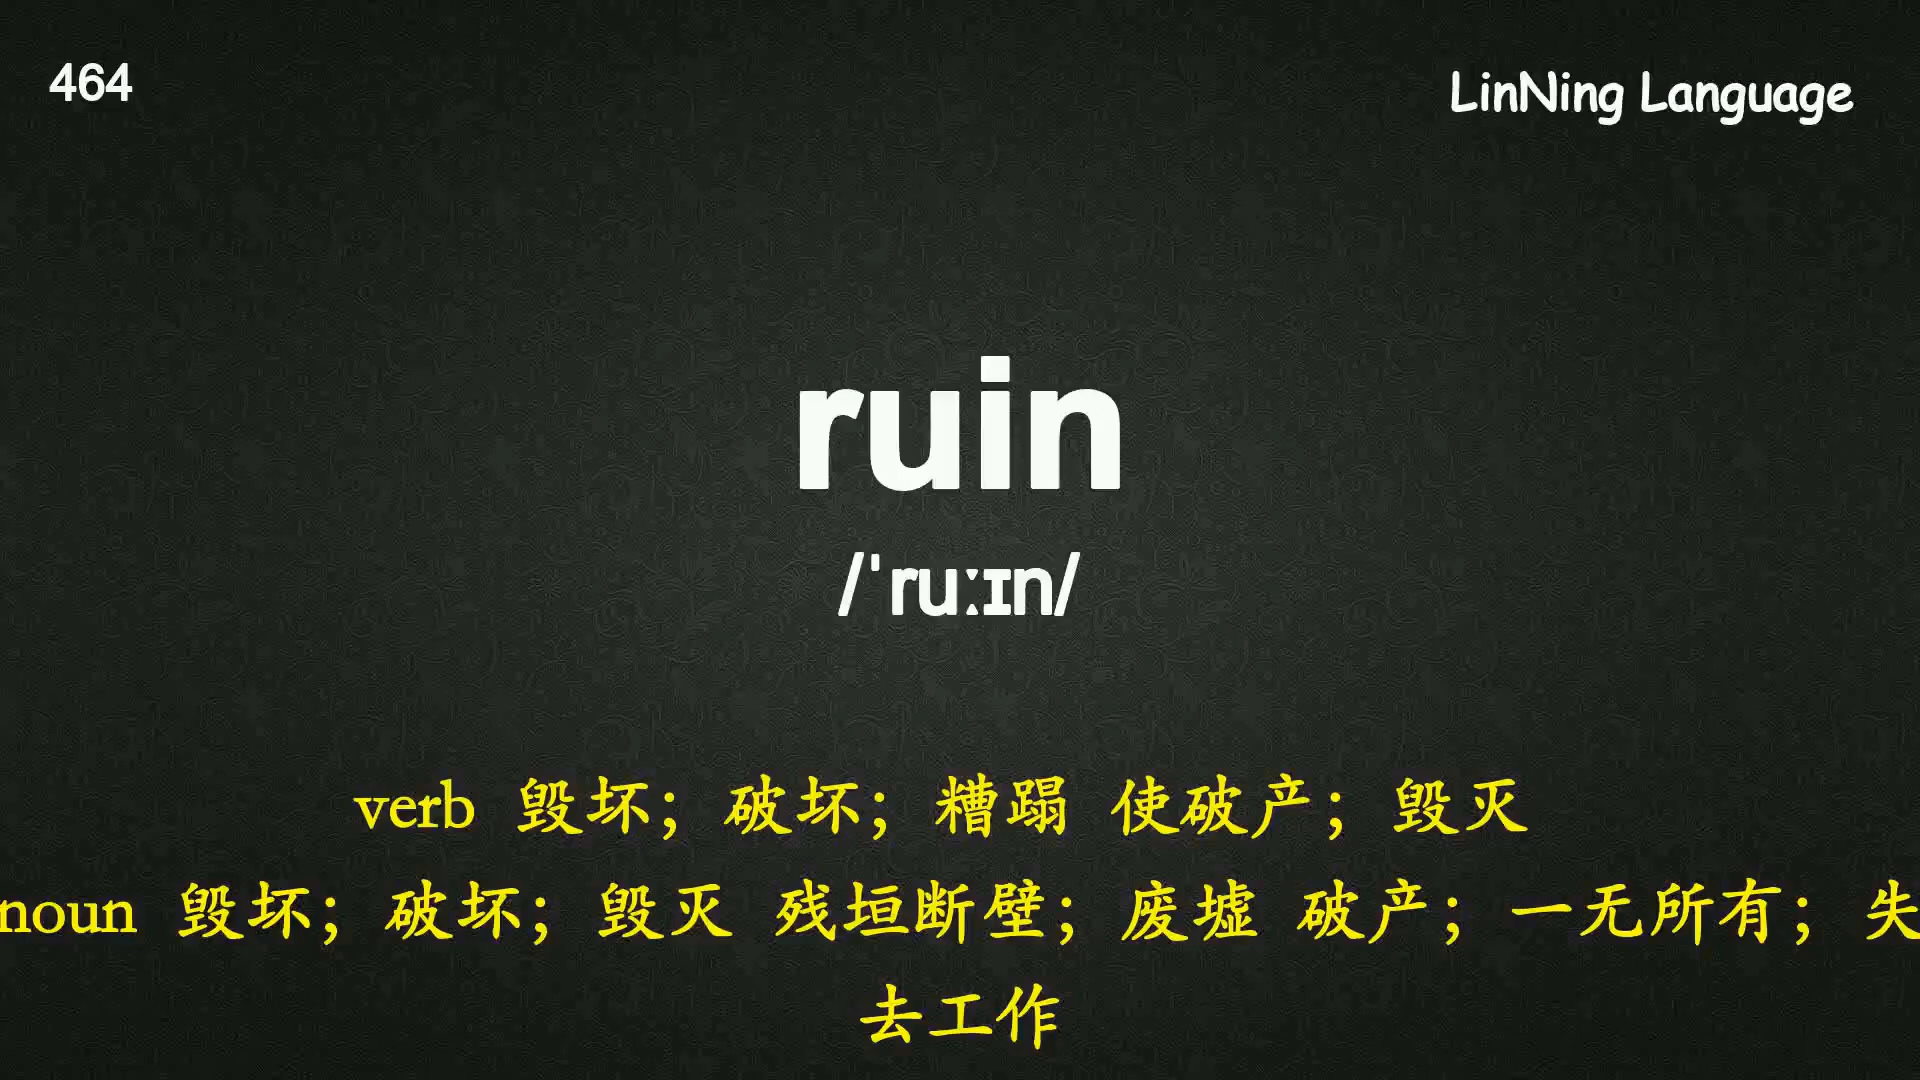 464
LinNing Language
ruin
/ˈruːɪn/
verb 毁坏；破坏；糟蹋 使破产；毁灭
noun 毁坏；破坏；毁灭 残垣断壁；废墟 破产；一无所有；失
去工作